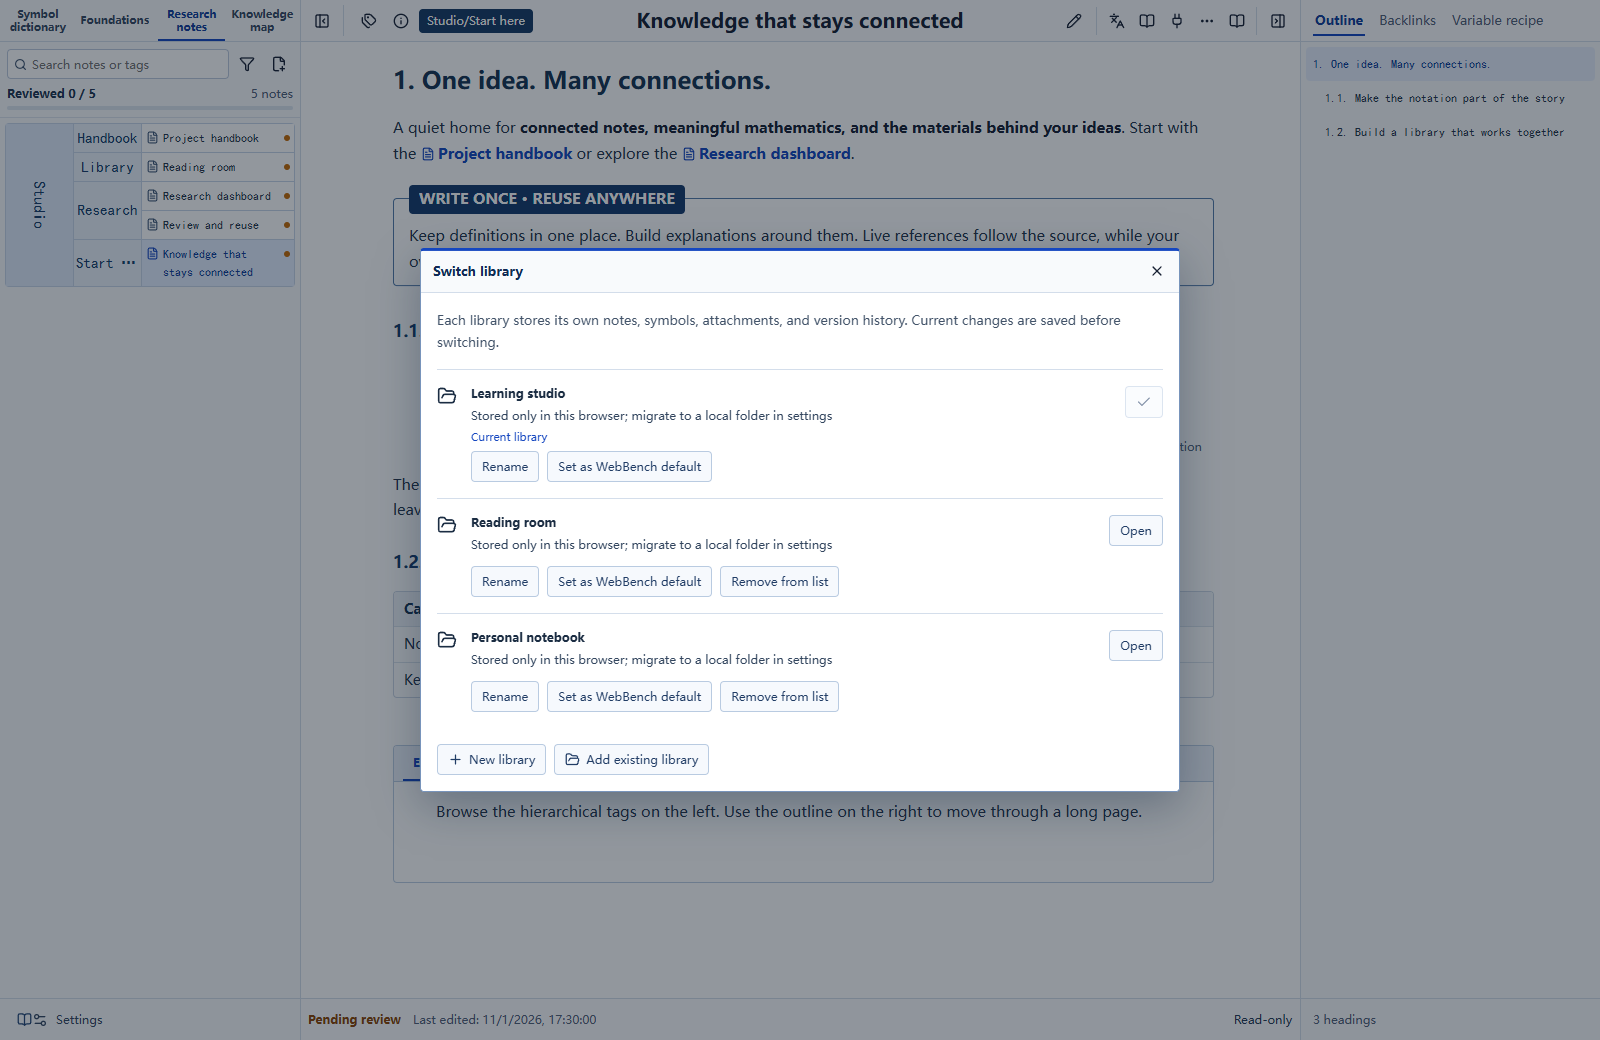 Symbol dictionary
Foundations
Research notes
Knowledge map
Search notes or tags
Reviewed 0 / 5
5 notes
Studio
Handbook
Project handbook
Library
Reading room
Research
Research dashboard
Review and reuse
Start ···
Knowledge that
stays connected
Settings
Studio/Start here
Knowledge that stays connected
1. One idea. Many connections.
A quiet home for connected notes, meaningful mathematics, and the materials behind your ideas. Start with
the Project handbook or explore the Research dashboard.
WRITE ONCE • REUSE ANYWHERE
Keep definitions in one place. Build explanations around them. Live references follow the source, while your
Switch library
Each library stores its own notes, symbols, attachments, and version history. Current changes are saved before
switching.
Learning studio
Stored only in this browser; migrate to a local folder in settings
Current library
Rename
Set as WebBench default
Reading room
Stored only in this browser; migrate to a local folder in settings
Open
Rename
Set as WebBench default
Remove from list
Personal notebook
Stored only in this browser; migrate to a local folder in settings
Open
Rename
Set as WebBench default
Remove from list
New library
Add existing library
1.1
tion
The
leav
1.2
Ca
No
Ke
E
Browse the hierarchical tags on the left. Use the outline on the right to move through a long page.
Pending review
Last edited: 11/1/2026, 17:30:00
Read-only
Outline
Backlinks
Variable recipe
1. One idea. Many connections.
1.1. Make the notation part of the story
1.2. Build a library that works together
3 headings